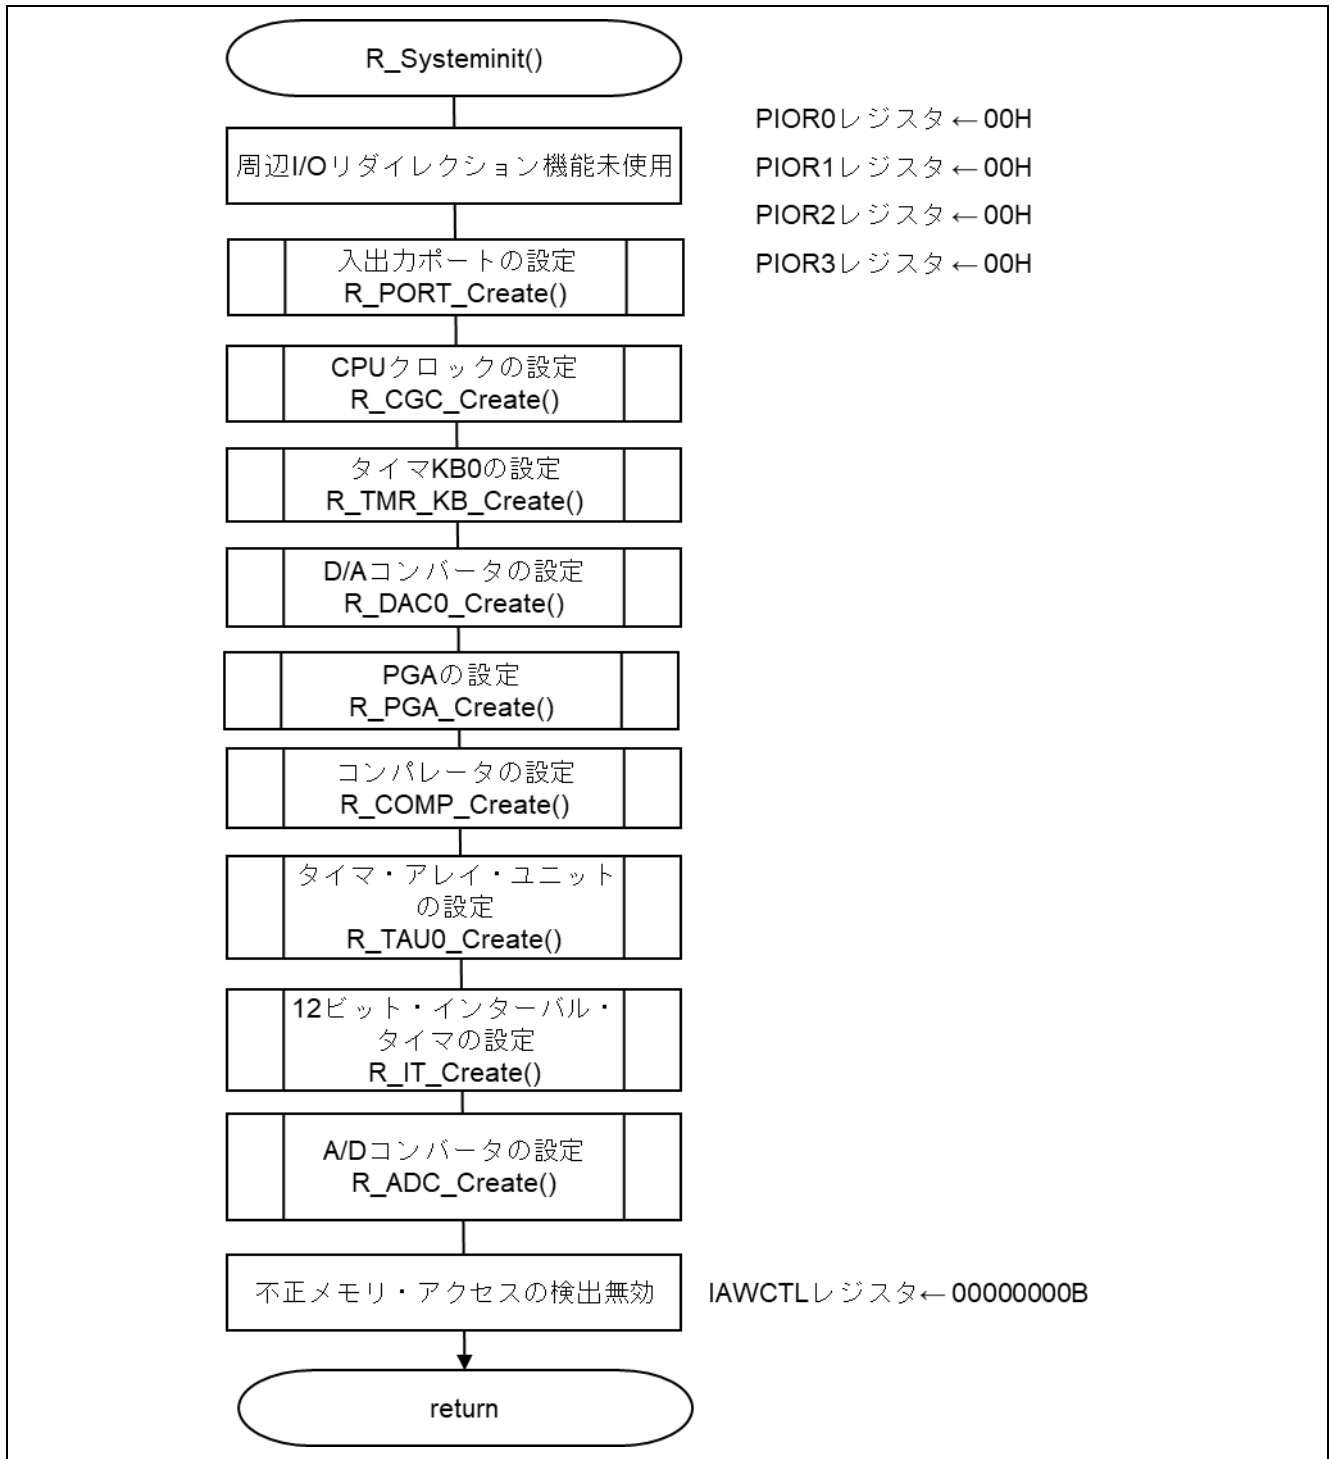 R_Systeminit()
周辺I/Oリダイレクション機能未使用
PIOR0レジスタ←00H
PIOR1レジスタ←00H
PIOR2レジスタ←00H
PIOR3レジスタ←00H
入出力ポートの設定
R_PORT_Create()
CPUクロックの設定
R_CGC_Create()
タイマKB0の設定
R_TMR_KB_Create()
D/Aコンバータの設定
R_DAC0_Create()
PGAの設定
R_PGA_Create()
コンパレータの設定
R_COMP_Create()
タイマ・アレイ・ユニット
の設定
R_TAU0_Create()
12ビット・インターバル・
タイマの設定
R_IT_Create()
A/Dコンバータの設定
R_ADC_Create()
不正メモリ・アクセスの検出無効
IAWCTLレジスタ←00000000B
return